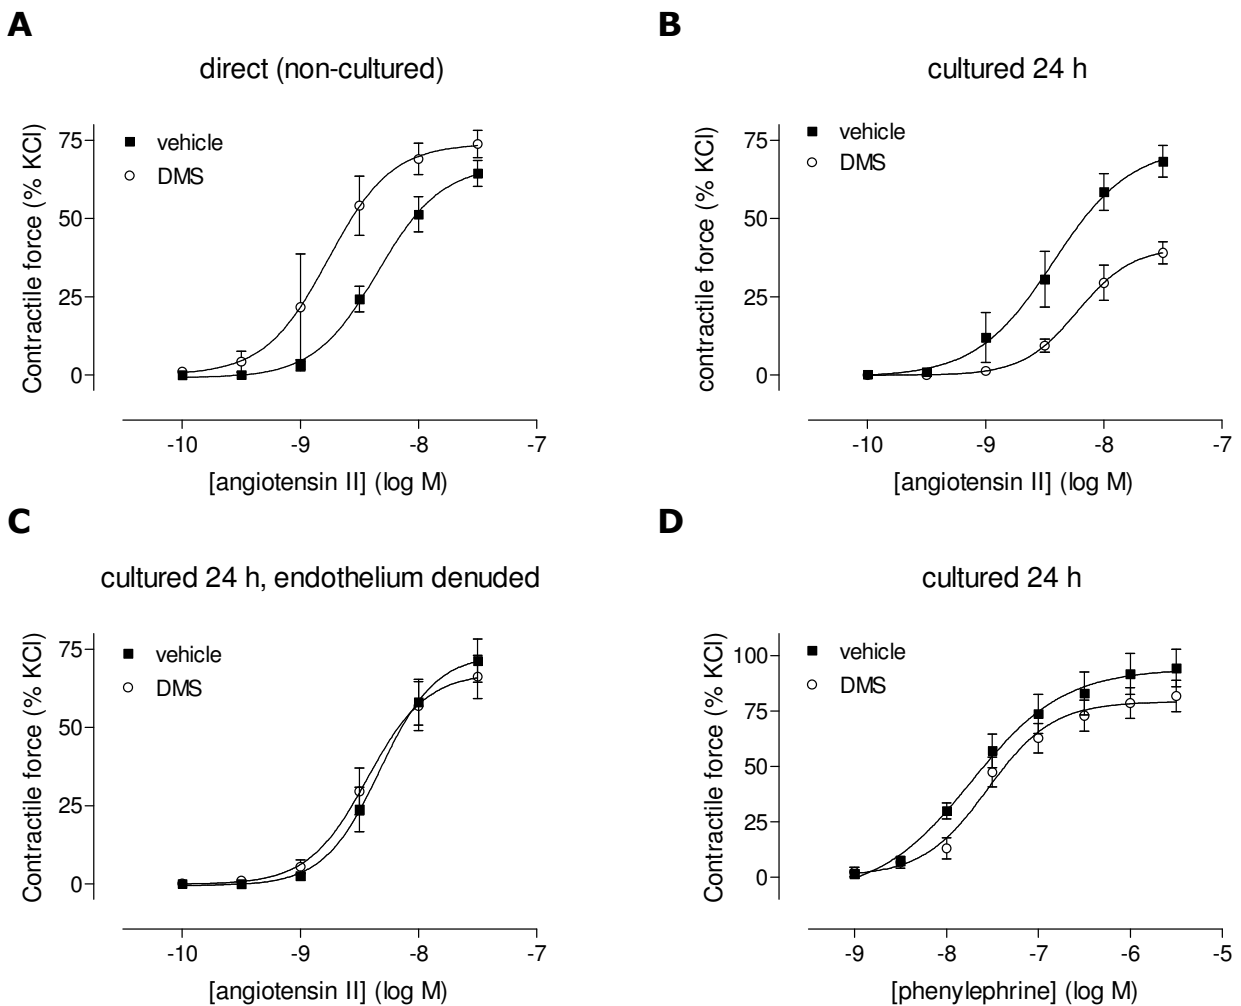 A
direct (non-cultured)
Contractile force (% KCl)
75
50
25
0
vehicle
DMS
-10
-9
-8
-7
[angiotensin II] (log M)
B
cultured 24 h
contractile force (% KCl)
75
50
25
0
vehicle
DMS
-10
-9
-8
-7
[angiotensin II] (log M)
C
cultured 24 h, endothelium denuded
Contractile force (% KCl)
75
50
25
0
vehicle
DMS
-10
-9
-8
-7
[angiotensin II] (log M)
D
cultured 24 h
Contractile force (% KCl)
100
75
50
25
0
vehicle
DMS
-9
-8
-7
-6
-5
[phenylephrine] (log M)